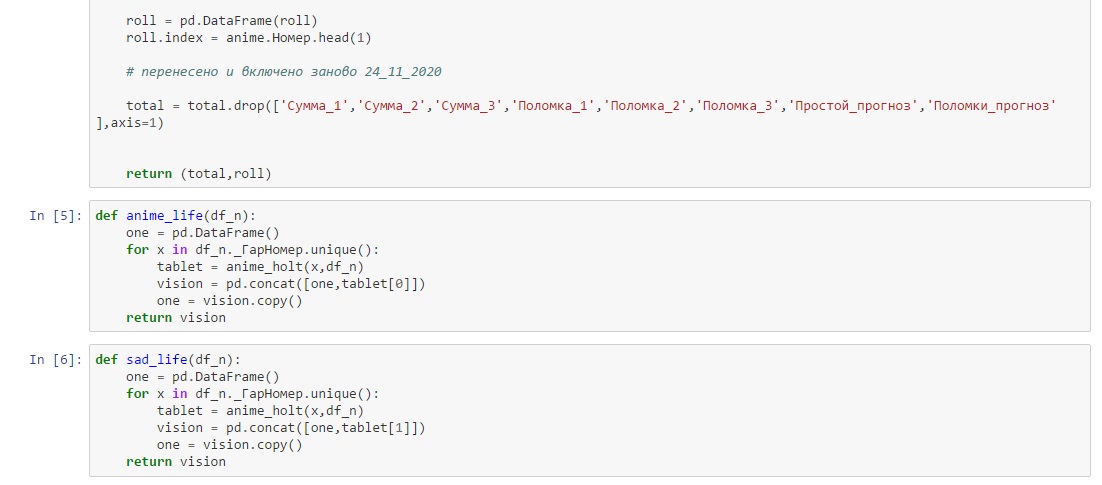 roll = pd.DataFrame(roll)
roll.index = anime.Номер.head(1)
# перенесено и включено заново 24_11_2020
total = total.drop(['Сумма_1','Сумма_2','Сумма_3','Поломка_1','Поломка_2','Поломка_3','Простой_прогноз','Поломки_прогноз'
],axis=1)
return (total,roll)
In [5]: def anime_life(df_n):
one = pd.DataFrame()
for x in df_n._ГарНомер.unique():
tablet = anime_holt(x,df_n)
vision = pd.concat([one,tablet[0]])
one = vision.copy()
return vision
In [6]: def sad_life(df_n):
one = pd.DataFrame()
for x in df_n._ГарНомер.unique():
tablet = anime_holt(x,df_n)
vision = pd.concat([one,tablet[1]])
one = vision.copy()
return vision